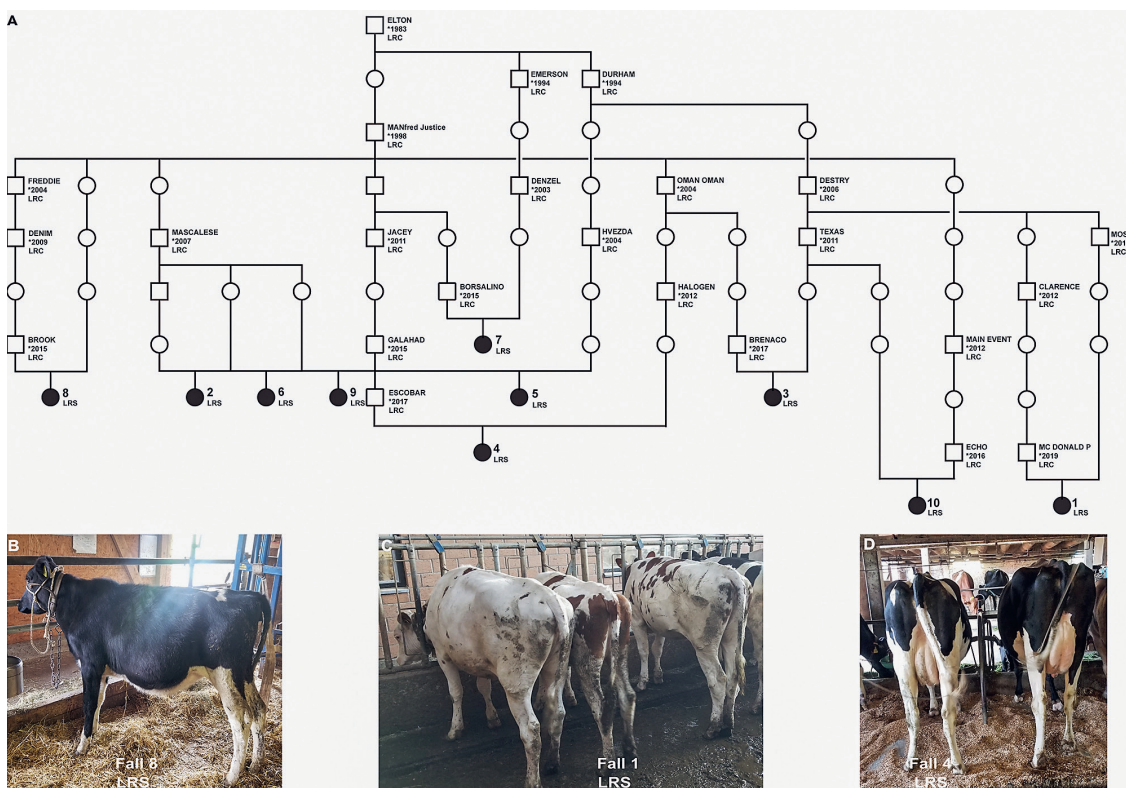 A
ELTON
*1983
LRC
EMERSON
*1994
LRC
DURHAM
*1994
LRC
MANfred Justice
*1998
LRC
FREDDIE
*2004
LRC
DENZEL
*2003
LRC
OMAN OMAN
*2004
LRC
DESTRY
*2006
LRC
DENIM
*2009
LRC
MASCALESE
*2007
LRC
JACEY
*2011
LRC
HVEZDA
*2004
LRC
TEXAS
*2011
LRC
MOS
*201
LRC
BORSALINO
*2015
LRC
HALOGEN
*2012
LRC
CLARENCE
*2012
LRC
BROOK
*2015
LRC
GALAHAD
*2015
LRC
7
LRS
BRENACO
*2017
LRC
MAIN EVENT
*2012
LRC
8
LRS
2
LRS
6
LRS
9
LRS
ESCOBAR
*2017
LRC
5
LRS
3
LRS
4
LRS
ECHO
*2016
LRC
MC DONALD P
*2019
LRC
10
LRS
1
LRS
B
Fall 8
LRS
C
Fall 1
LRS
D
Fall 4
LRS